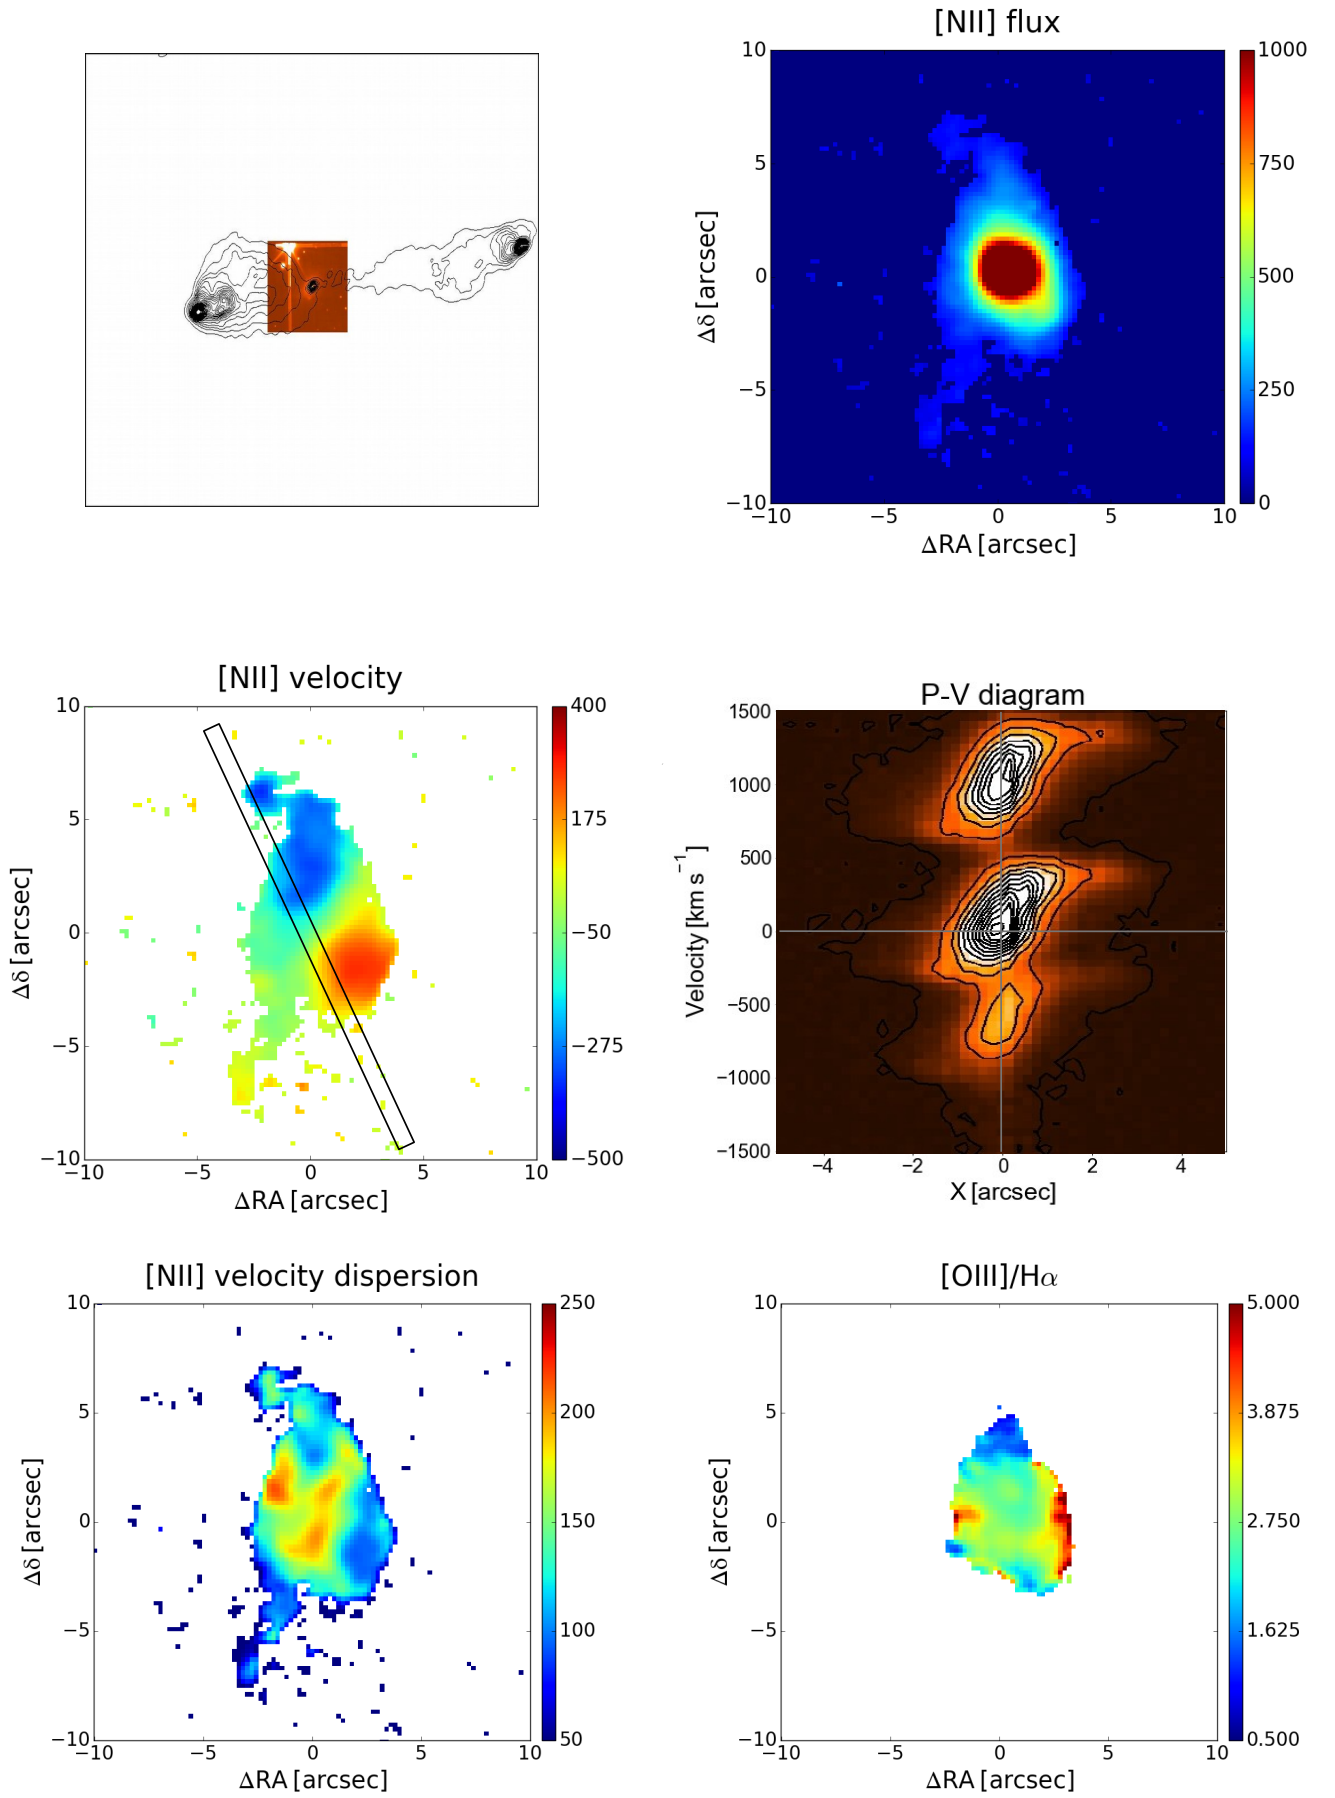 [NII] flux
10
5
0
−5
−10
−10 −5 0 5 10
Δδ [arcsec]
ΔRA [arcsec]
1000
750
500
250
0
[NII] velocity
10
5
0
−5
−10
−10 −5 0 5 10
Δδ [arcsec]
ΔRA [arcsec]
400
175
−50
−275
−500
P-V diagram
1500
1000
500
0
−500
−1000
−1500
−4 −2 0 2 4
Velocity [km s⁻¹]
X [arcsec]
[NII] velocity dispersion
10
5
0
−5
−10
−10 −5 0 5 10
Δδ [arcsec]
ΔRA [arcsec]
250
200
150
100
50
[OIII]/Hα
10
5
0
−5
−10
−10 −5 0 5 10
Δδ [arcsec]
ΔRA [arcsec]
5.000
3.875
2.750
1.625
0.500